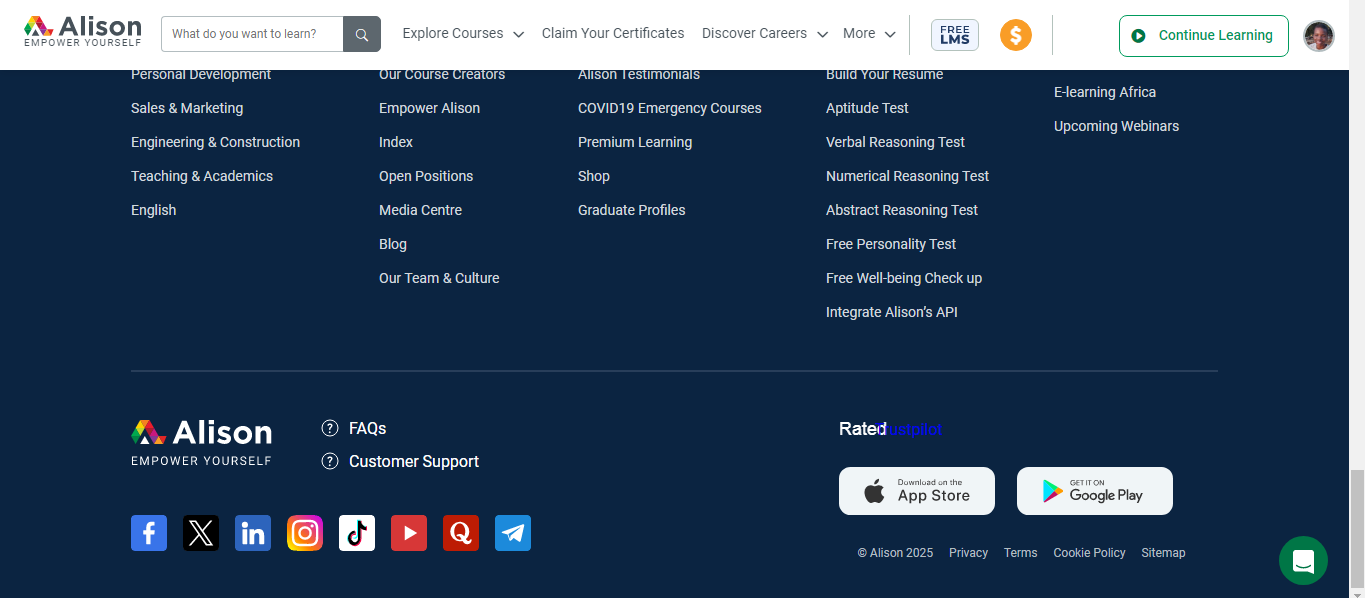 Alison
EMPOWER YOURSELF
What do you want to learn?
Explore Courses
Claim Your Certificates
Discover Careers
More
FREE
LMS
$
Continue Learning
Personal Development
Sales & Marketing
Engineering & Construction
Teaching & Academics
English
Our Course Creators
Empower Alison
Index
Open Positions
Media Centre
Blog
Our Team & Culture
Alison Testimonials
COVID19 Emergency Courses
Premium Learning
Shop
Graduate Profiles
Build Your Resume
Aptitude Test
Verbal Reasoning Test
Numerical Reasoning Test
Abstract Reasoning Test
Free Personality Test
Free Well-being Check up
Integrate Alison's API
E-learning Africa
Upcoming Webinars
Alison
EMPOWER YOURSELF
? FAQs
? Customer Support
Rated Trustpilot
Download on the
App Store
GET IT ON
Google Play
© Alison 2025 Privacy Terms Cookie Policy Sitemap